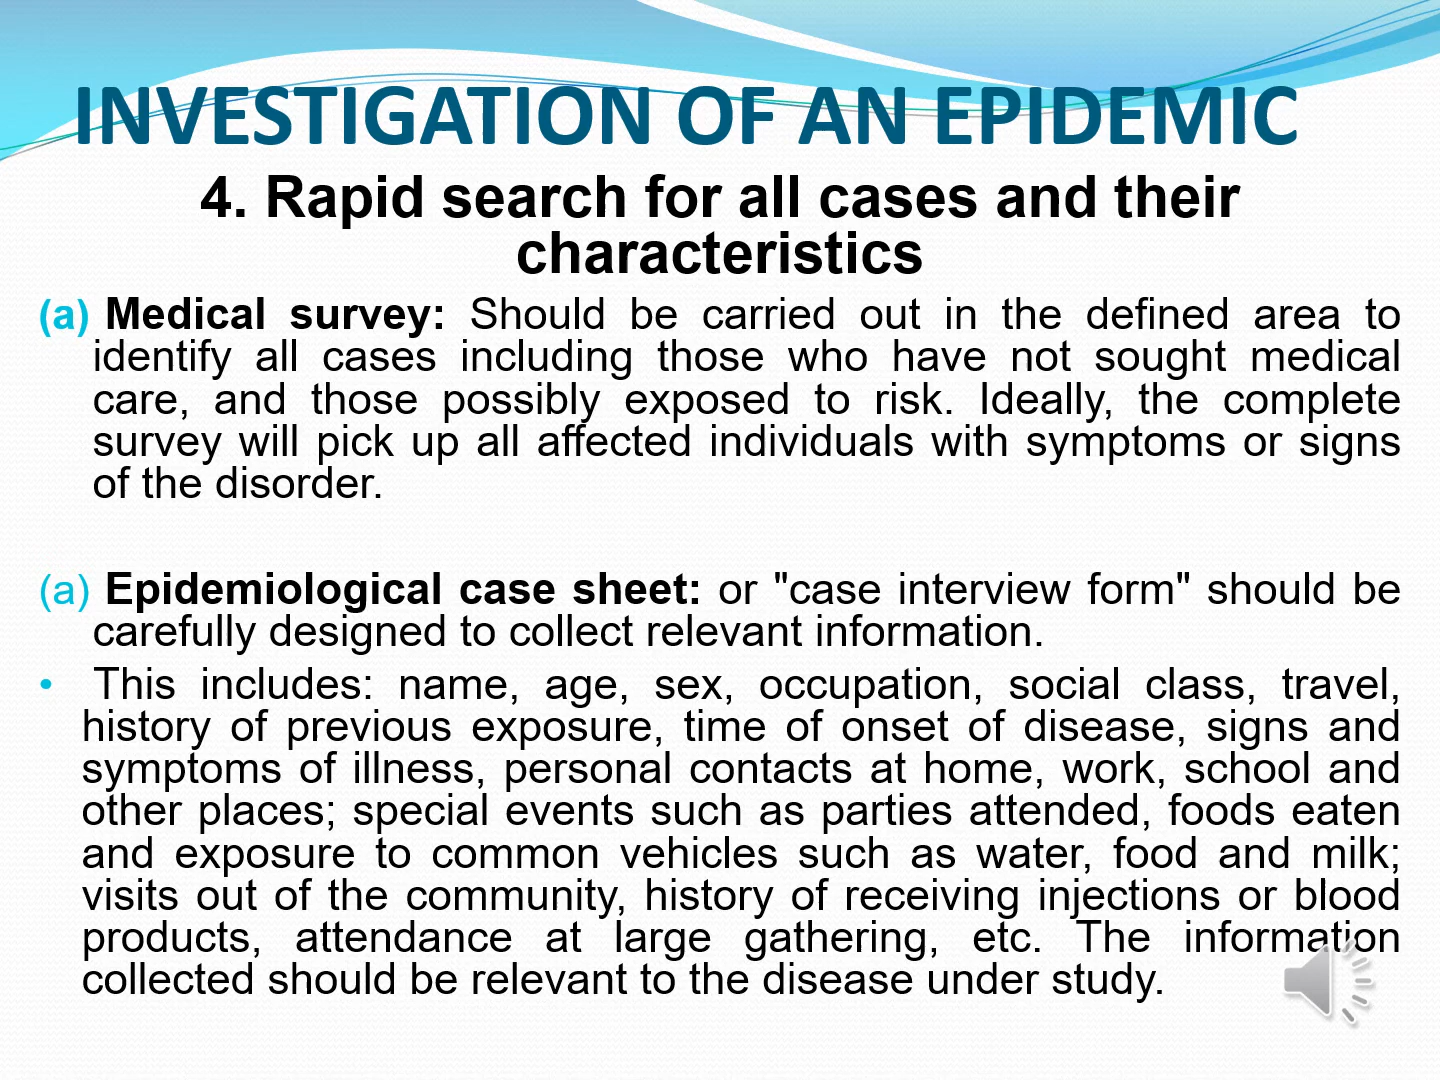 INVESTIGATION OF AN EPIDEMIC
4. Rapid search for all cases and their
characteristics
(a) Medical survey: Should be carried out in the defined area to
identify all cases including those who have not sought medical
care, and those possibly exposed to risk. Ideally, the complete
survey will pick up all affected individuals with symptoms or signs
of the disorder.
(a) Epidemiological case sheet: or "case interview form" should be
carefully designed to collect relevant information.
• This includes: name, age, sex, occupation, social class, travel,
history of previous exposure, time of onset of disease, signs and
symptoms of illness, personal contacts at home, work, school and
other places; special events such as parties attended, foods eaten
and exposure to common vehicles such as water, food and milk;
visits out of the community, history of receiving injections or blood
products, attendance at large gathering, etc. The information
collected should be relevant to the disease under study.